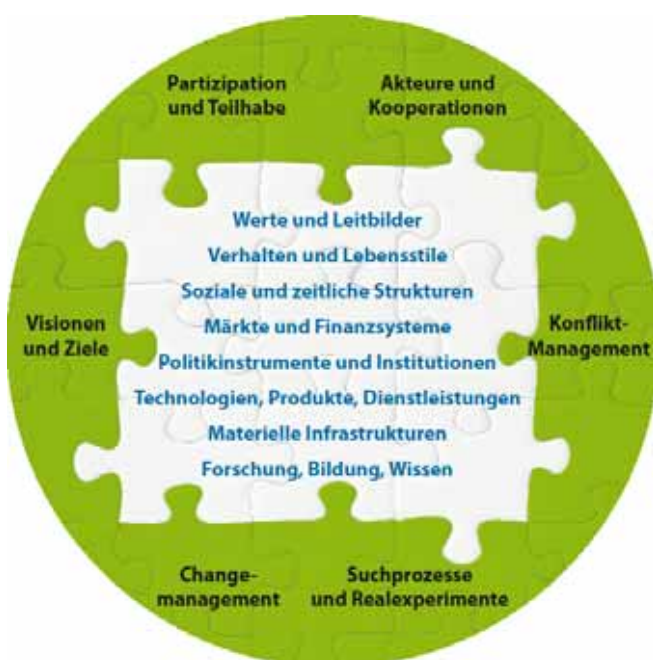 Partizipation
und Teilhabe
Akteure und
Kooperationen
Werte und Leitbilder
Verhalten und Lebensstile
Soziale und zeitliche Strukturen
Visionen
und Ziele
Märkte und Finanzsysteme
Politikinstrumente und Institutionen
Technologien, Produkte, Dienstleistungen
Materielle Infrastrukturen
Forschung, Bildung, Wissen
Konflikt-
Management
Change-
management
Suchprozesse
und Realexperimente